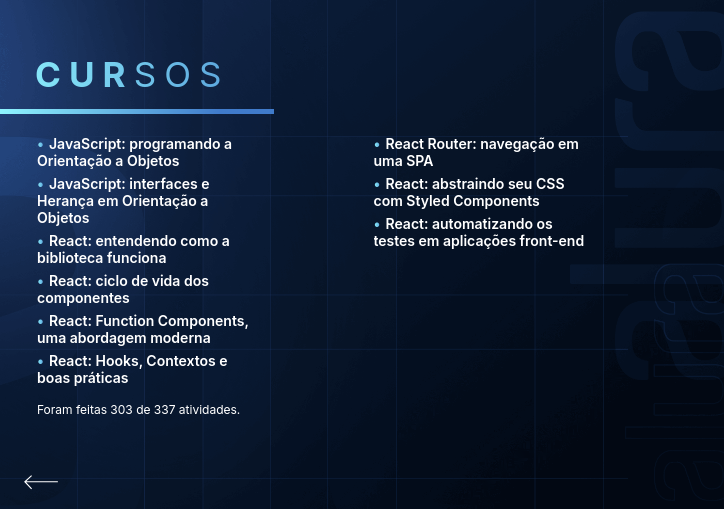 CURSOS
• JavaScript: programando a
Orientação a Objetos
• JavaScript: interfaces e
Herança em Orientação a
Objetos
• React: entendendo como a
biblioteca funciona
• React: ciclo de vida dos
componentes
• React: Function Components,
uma abordagem moderna
• React: Hooks, Contextos e
boas práticas
Foram feitas 303 de 337 atividades.
• React Router: navegação em
uma SPA
• React: abstraindo seu CSS
com Styled Components
• React: automatizando os
testes em aplicações front-end
alura
alura